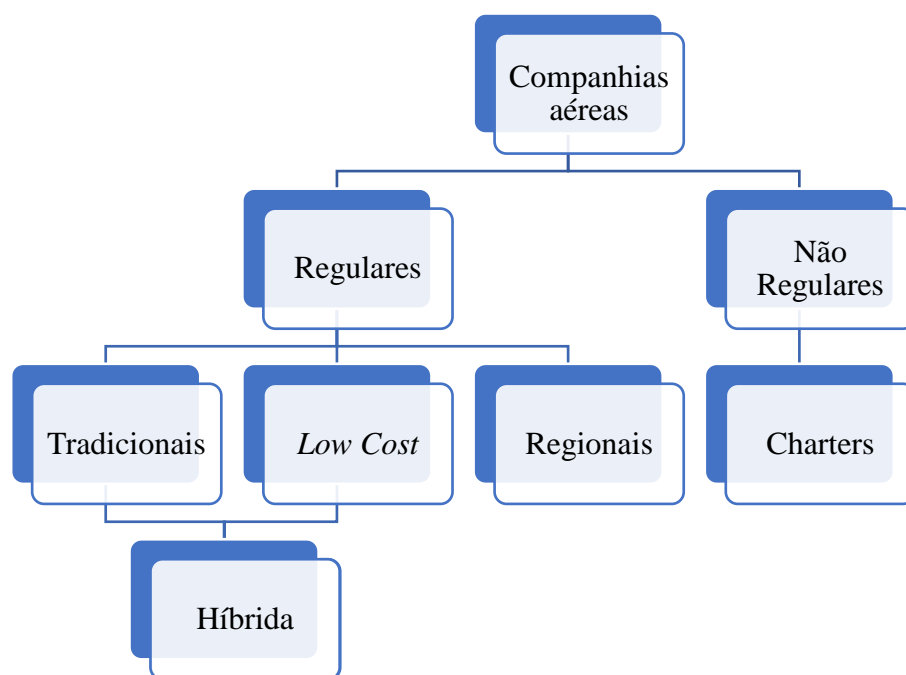 Companhias
aéreas
Regulares
Não
Regulares
Tradicionais
Low Cost
Regionais
Charters
Híbrida